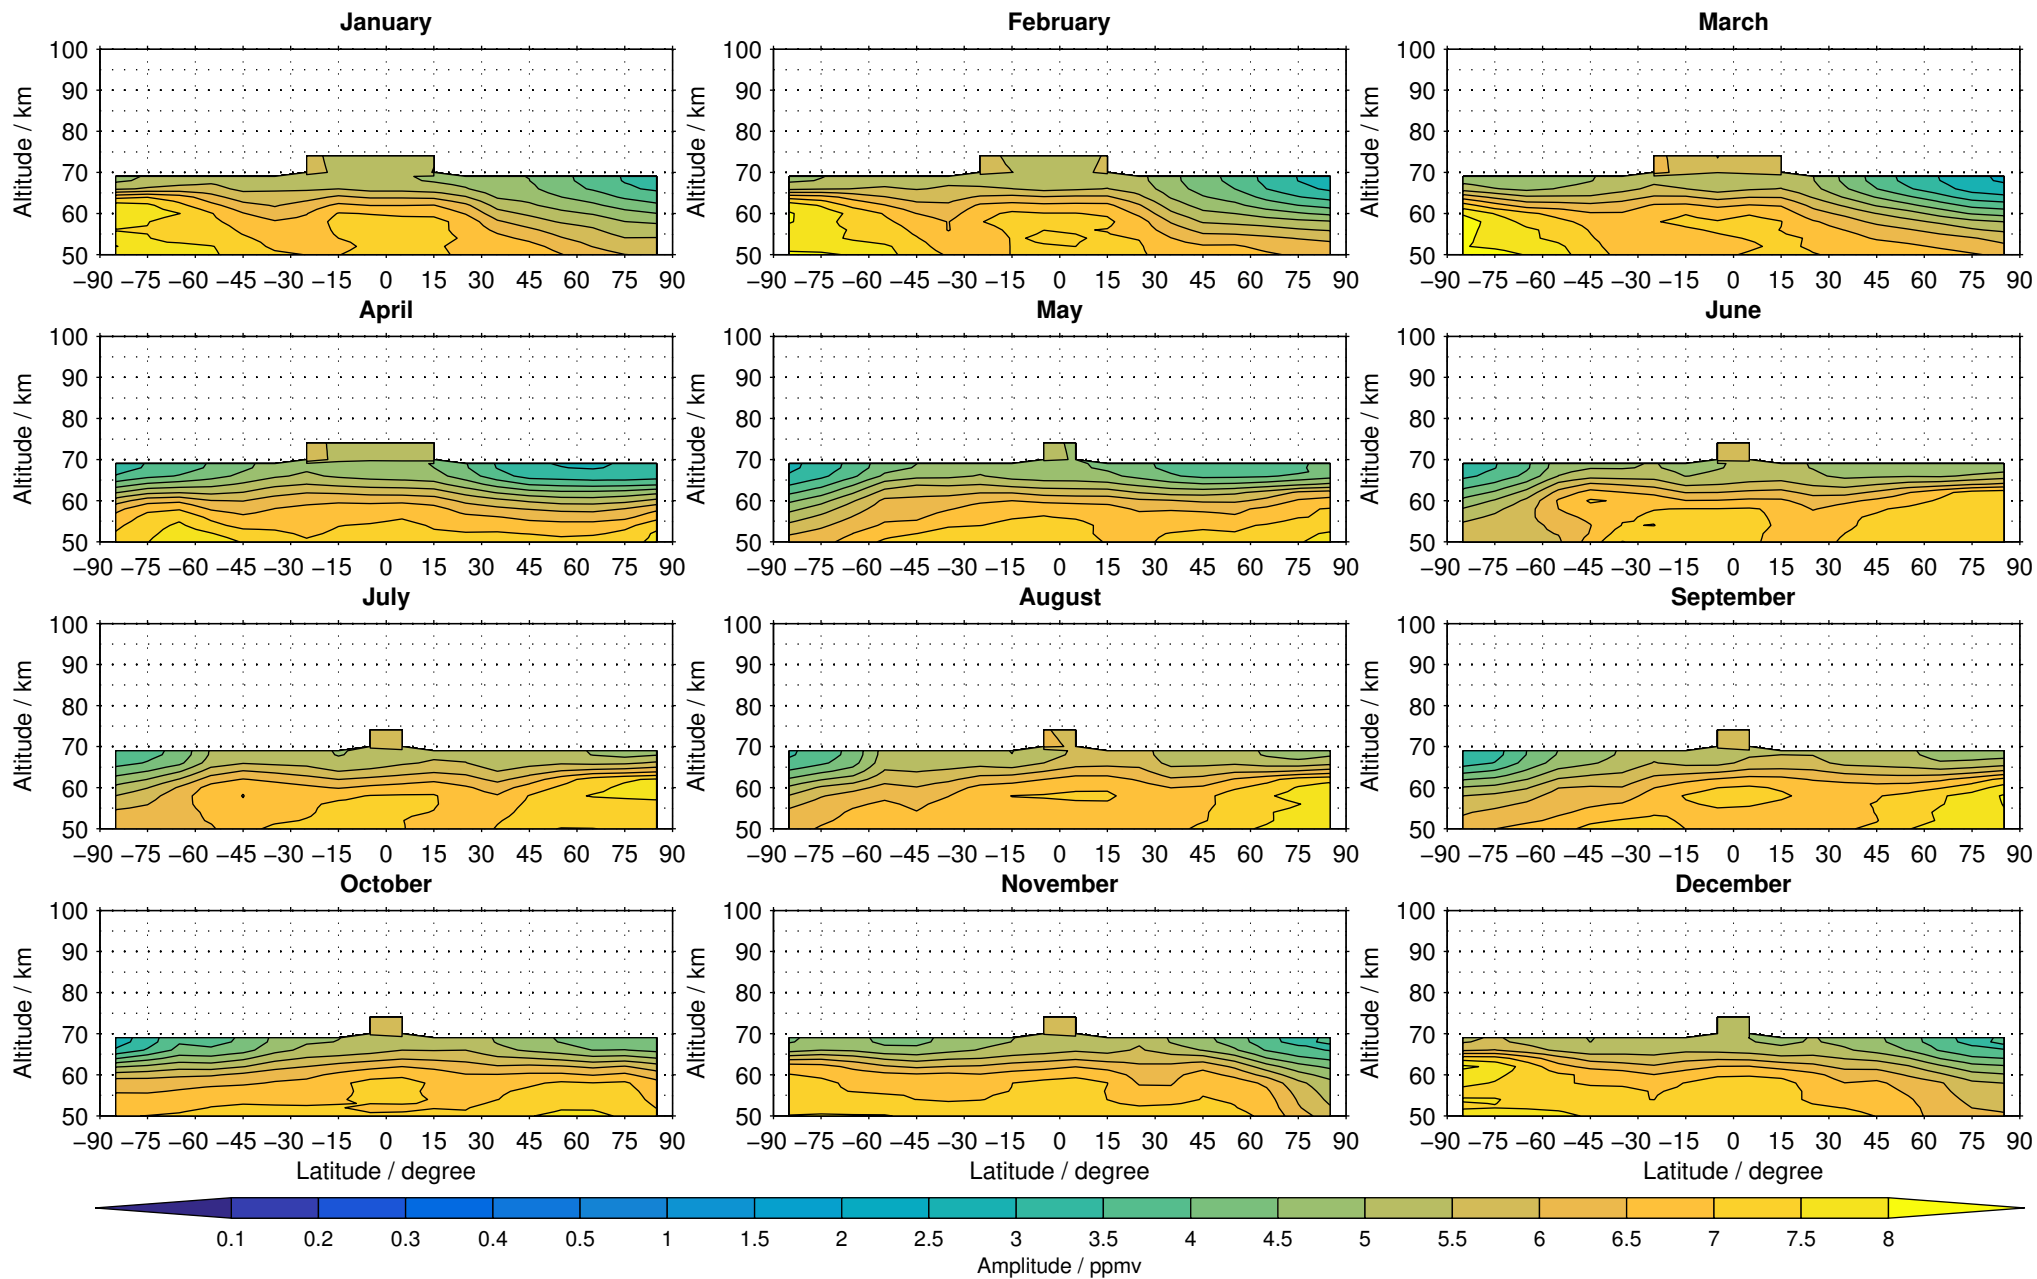 January February March
100 100 100
90 90 90
Altitude / km Altitude / km Altitude / km
80 80 80
70 70 70
60 60 60
50 50 50
−90 −75 −60 −45 −30 −15 0 15 30 45 60 75 90 −90 −75 −60 −45 −30 −15 0 15 30 45 60 75 90 −90 −75 −60 −45 −30 −15 0 15 30 45 60 75 90
April May June
100 100 100
90 90 90
Altitude / km Altitude / km Altitude / km
80 80 80
70 70 70
60 60 60
50 50 50
−90 −75 −60 −45 −30 −15 0 15 30 45 60 75 90 −90 −75 −60 −45 −30 −15 0 15 30 45 60 75 90 −90 −75 −60 −45 −30 −15 0 15 30 45 60 75 90
July August September
100 100 100
90 90 90
Altitude / km Altitude / km Altitude / km
80 80 80
70 70 70
60 60 60
50 50 50
−90 −75 −60 −45 −30 −15 0 15 30 45 60 75 90 −90 −75 −60 −45 −30 −15 0 15 30 45 60 75 90 −90 −75 −60 −45 −30 −15 0 15 30 45 60 75 90
October November December
100 100 100
90 90 90
Altitude / km Altitude / km Altitude / km
80 80 80
70 70 70
60 60 60
50 50 50
−90 −75 −60 −45 −30 −15 0 15 30 45 60 75 90 −90 −75 −60 −45 −30 −15 0 15 30 45 60 75 90 −90 −75 −60 −45 −30 −15 0 15 30 45 60 75 90
Latitude / degree Latitude / degree Latitude / degree
0.1 0.2 0.3 0.4 0.5 1 1.5 2 2.5 3 3.5 4 4.5 5 5.5 6 6.5 7 7.5 8
Amplitude / ppmv